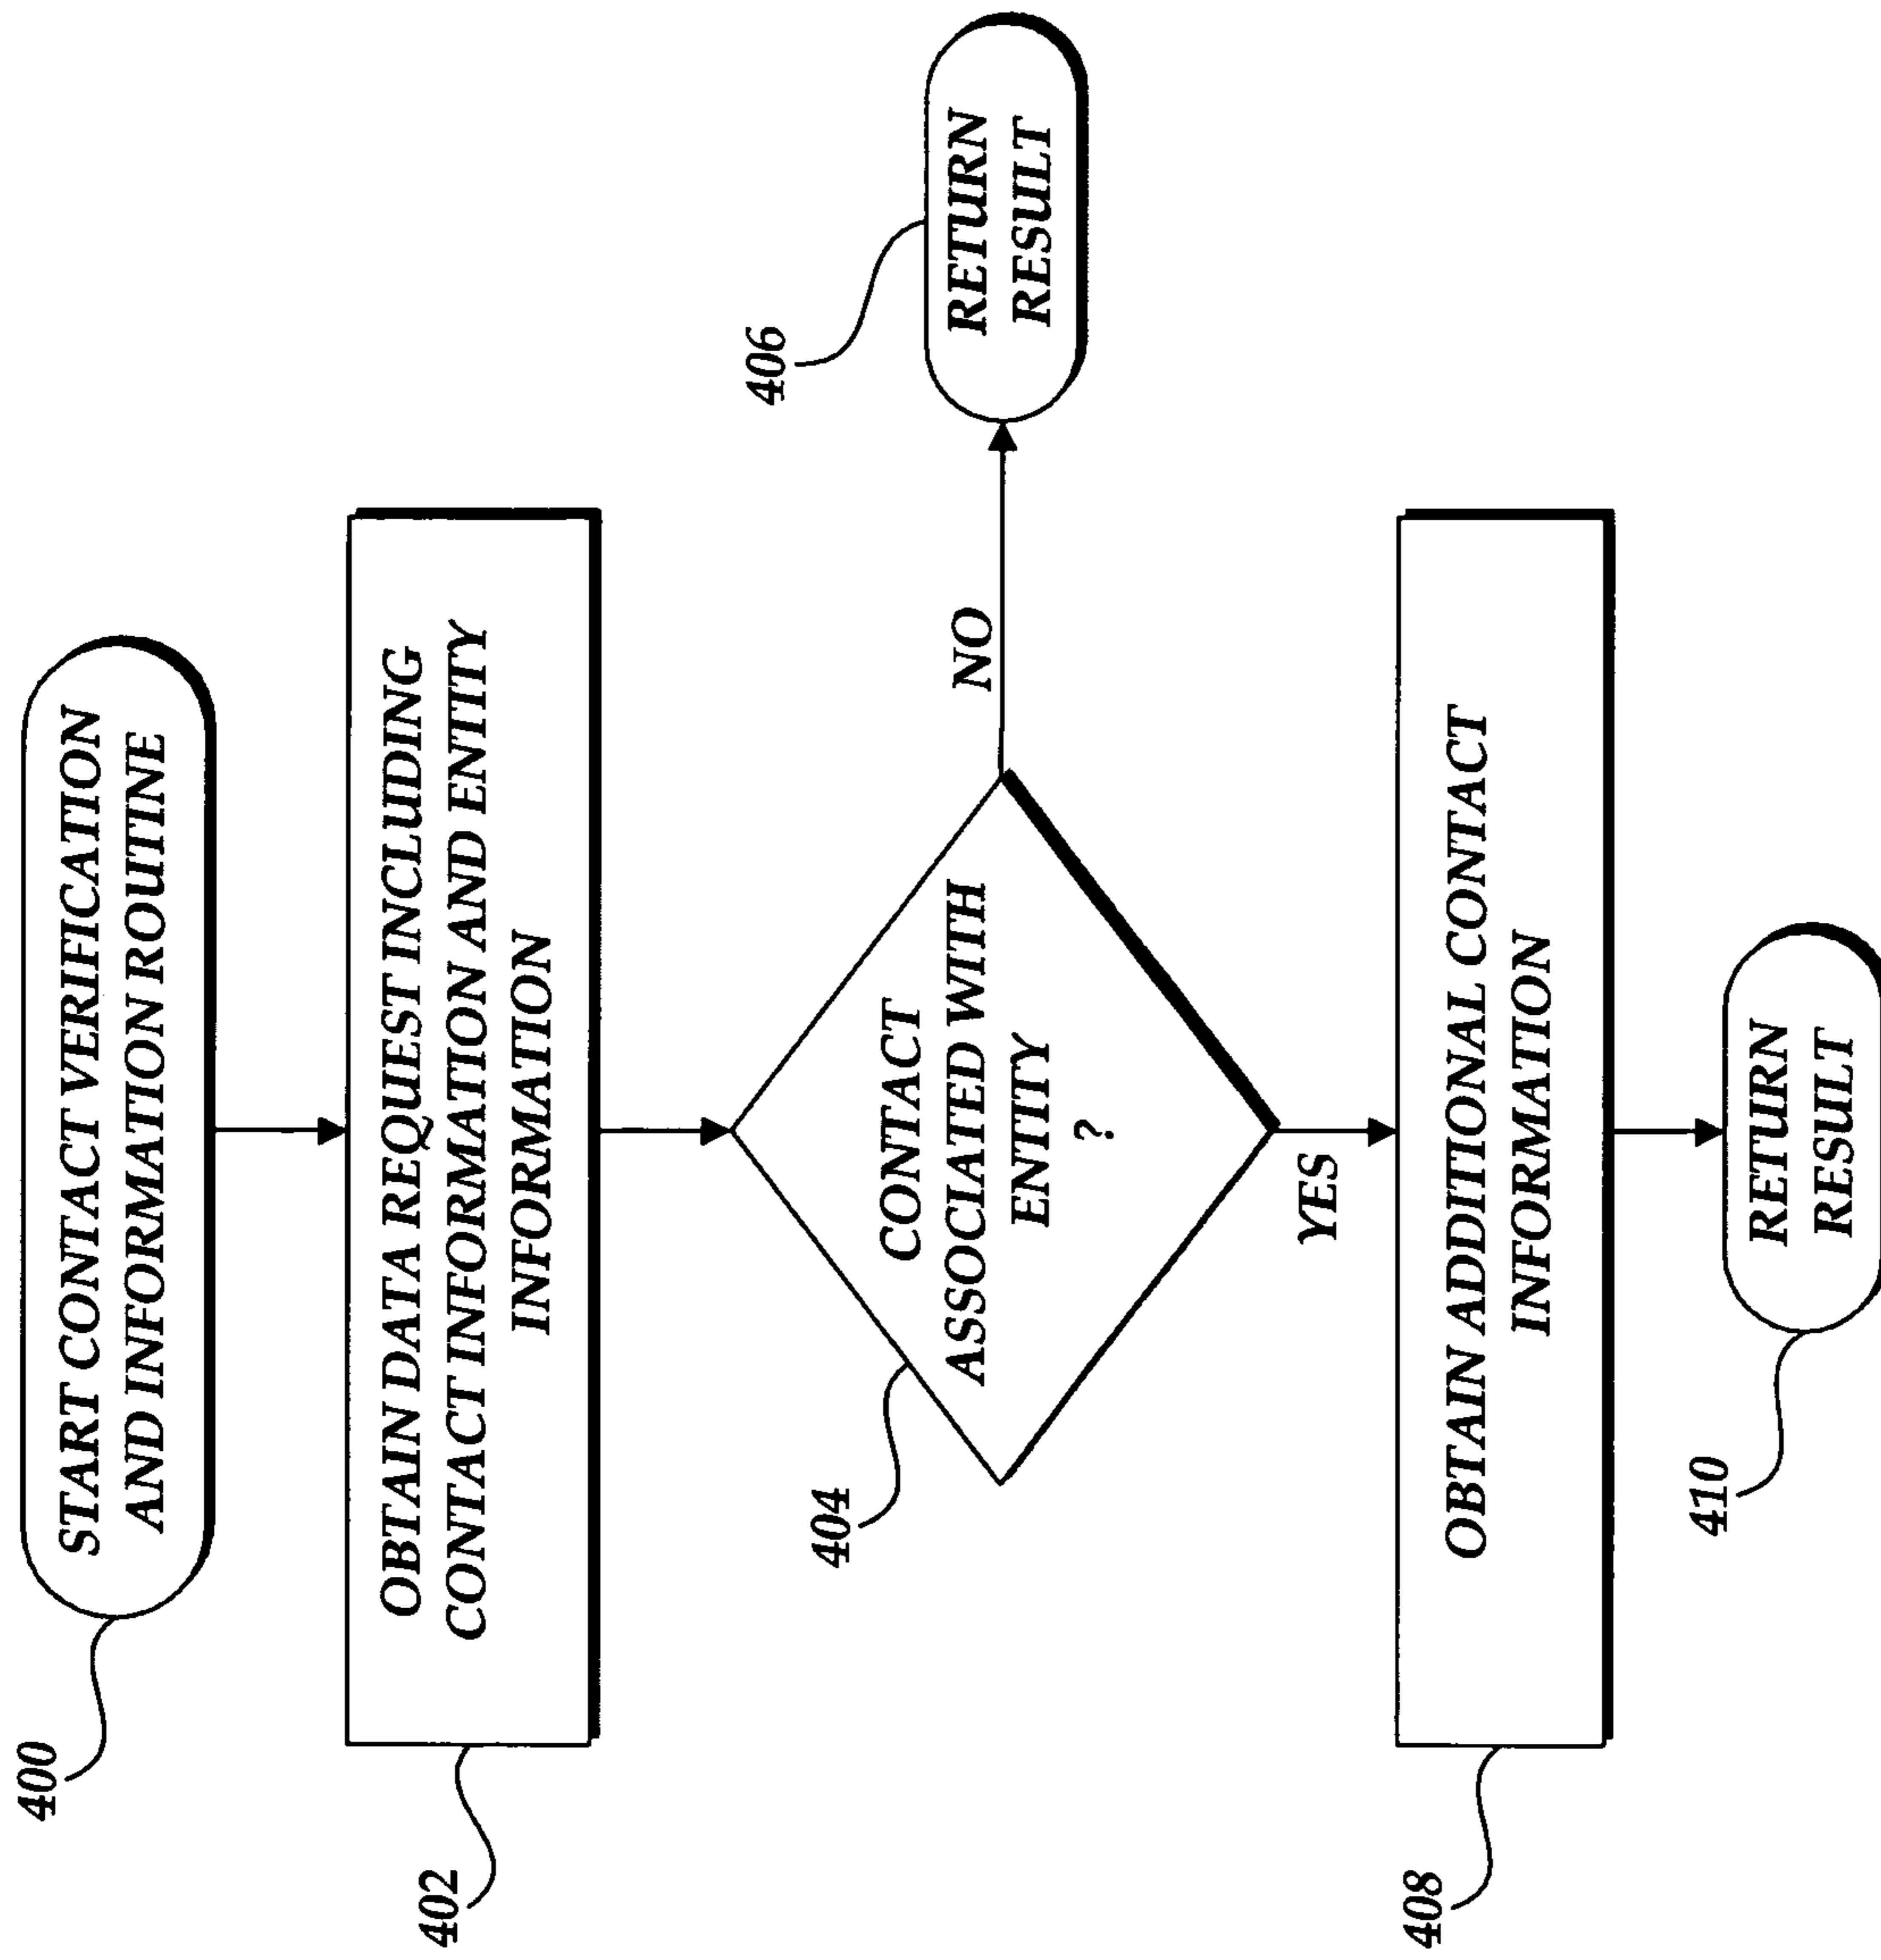 400
START CONTACT VERIFICATION
AND INFORMATION ROUTINE
402
OBTAIN DATA REQUEST INCLUDING
CONTACT INFORMATION AND ENTITY
INFORMATION
404
CONTACT
ASSOCIATED WITH
ENTITY
?
NO
406
RETURN
RESULT
YES
408
OBTAIN ADDITIONAL CONTACT
INFORMATION
410
RETURN
RESULT